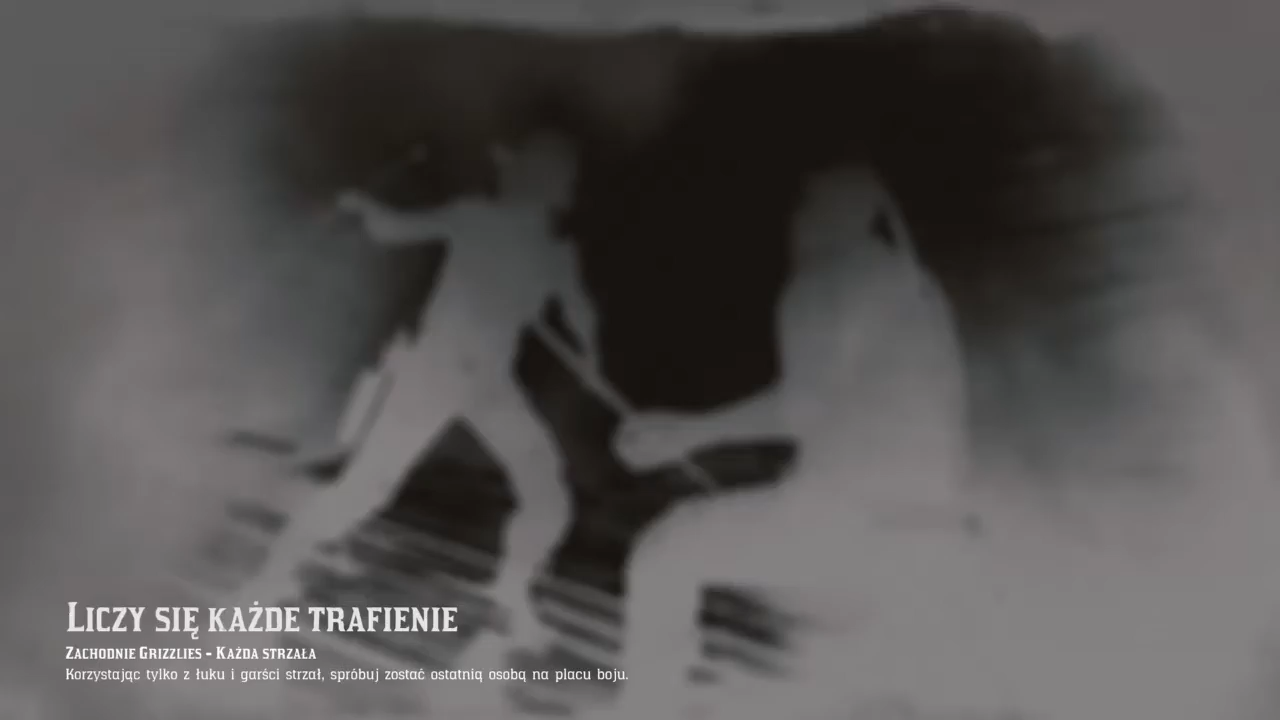 Liczy się każde trafienie
Zachodnie Grizzlies - Każda strzała
Korzystając tylko z łuku i garści strzał, spróbuj zostać ostatnią osobą na placu boju.